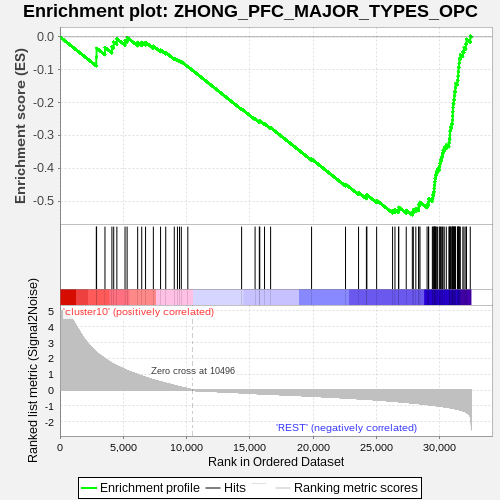 Enrichment plot: ZHONG_PFC_MAJOR_TYPES_OPC
Enrichment score (ES)
0.0
-0.1
-0.2
-0.3
-0.4
-0.5
'cluster10' (positively correlated)
Zero cross at 10496
'REST' (negatively correlated)
Ranked list metric (Signal2Noise)
5
4
3
2
1
0
-1
-2
0 5,000 10,000 15,000 20,000 25,000 30,000
Rank in Ordered Dataset
Enrichment profile Hits Ranking metric scores